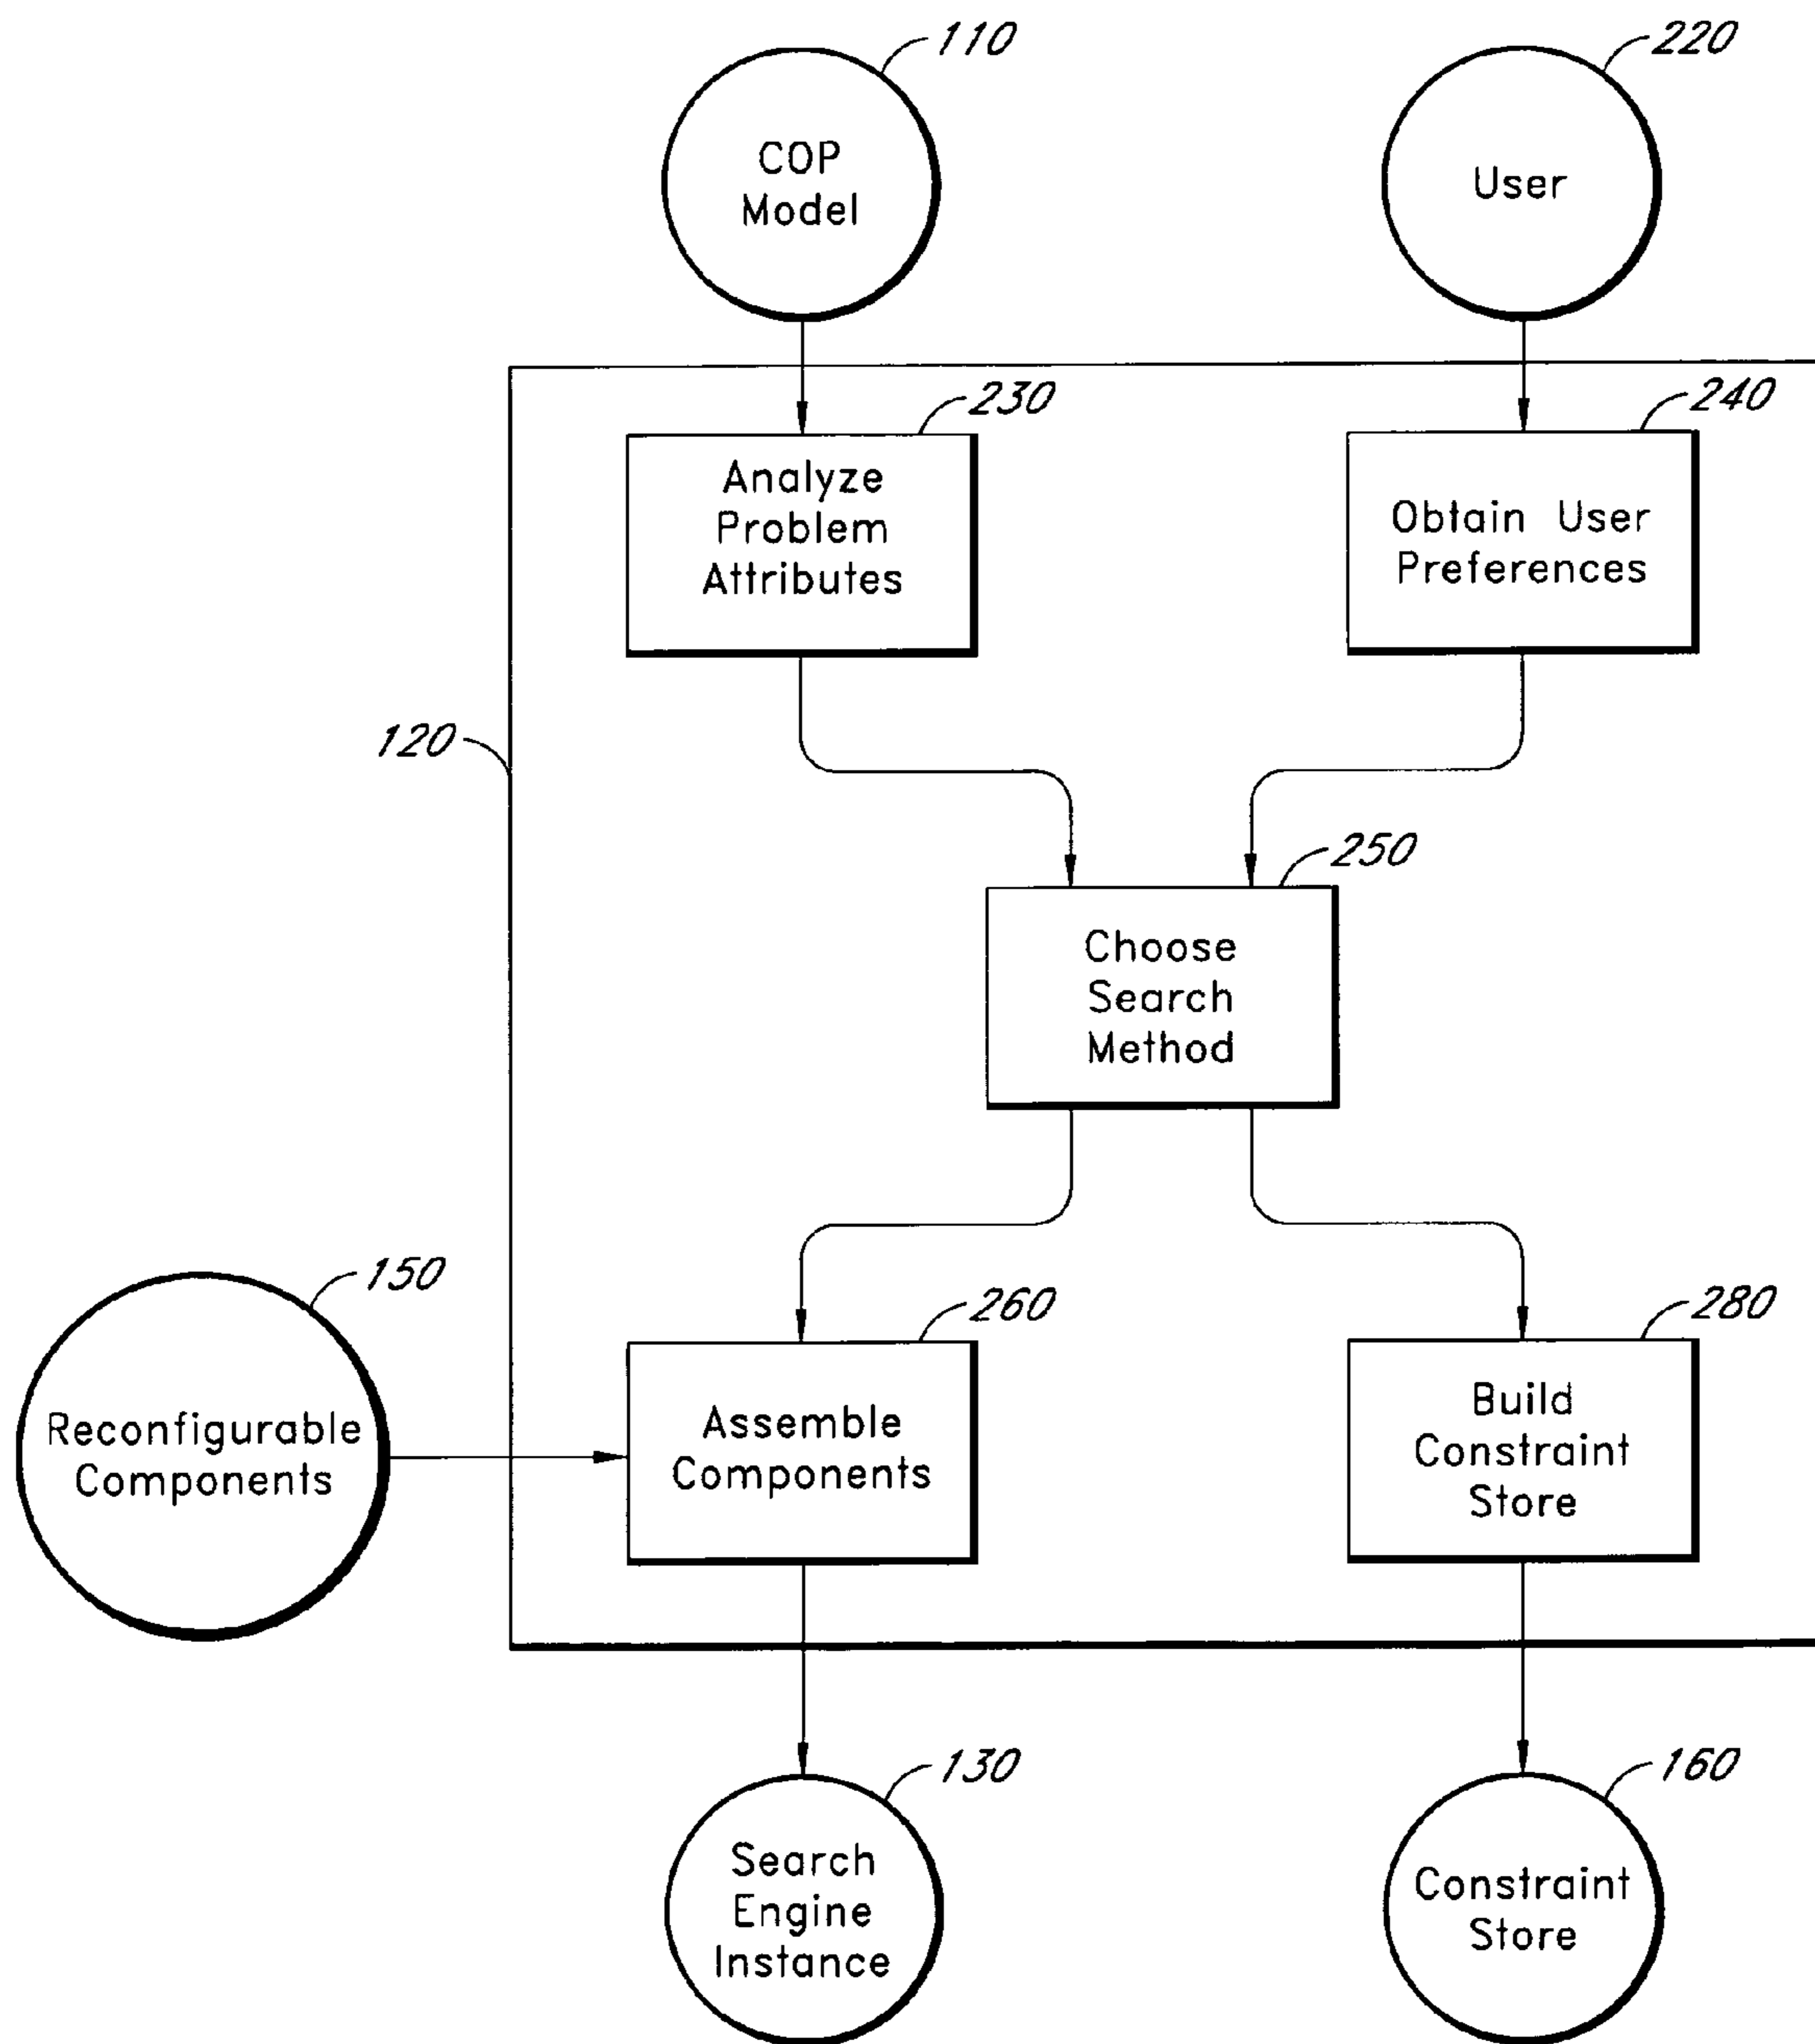 110
220
COP
Model
User
230
240
Analyze
Problem
Attributes
Obtain User
Preferences
120
250
Choose
Search
Method
150
260
280
Reconfigurable
Components
Assemble
Components
Build
Constraint
Store
130
160
Search
Engine
Instance
Constraint
Store